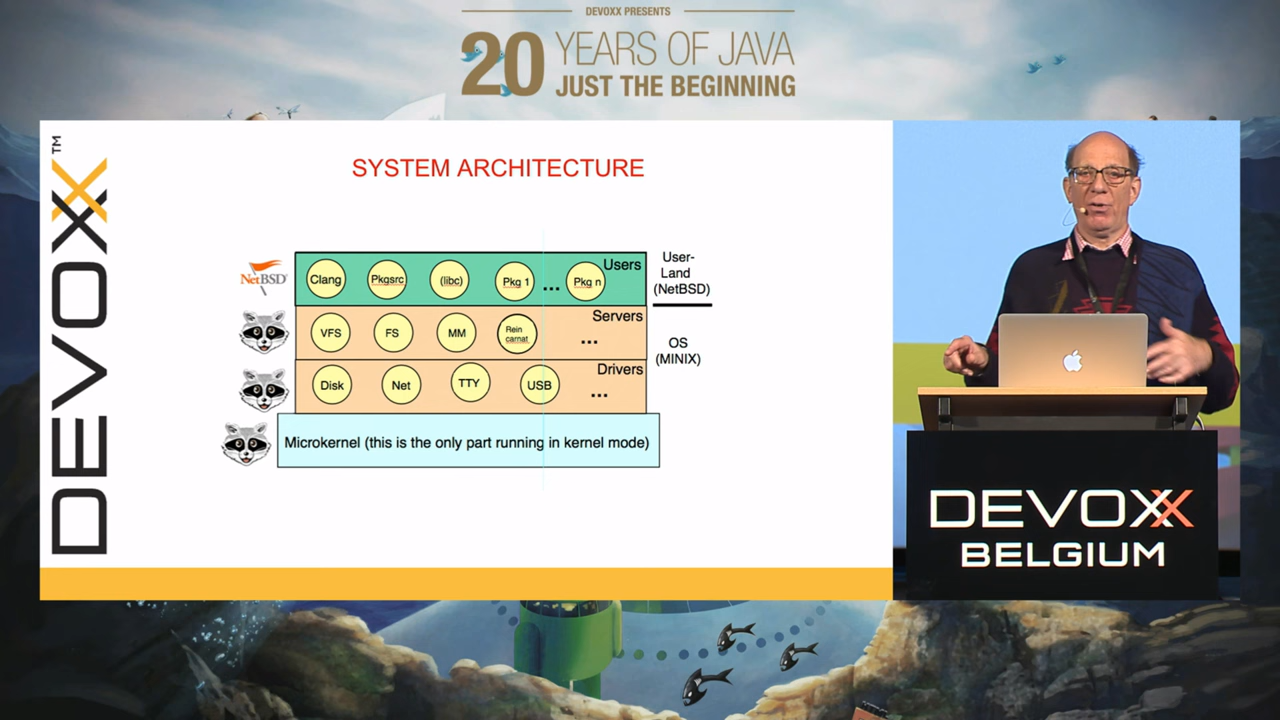 DEVOXX PRESENTS
20 YEARS OF JAVA
JUST THE BEGINNING
DEVOXX™
SYSTEM ARCHITECTURE
NetBSD®
Users
Clang
Pkgsrc
(libc)
Pkg 1
...
Pkg n
User-
Land
(NetBSD)
Servers
VFS
FS
MM
Rein
carnat
...
OS
(MINIX)
Drivers
Disk
Net
TTY
USB
...
Microkernel (this is the only part running in kernel mode)
DEVOXX
BELGIUM